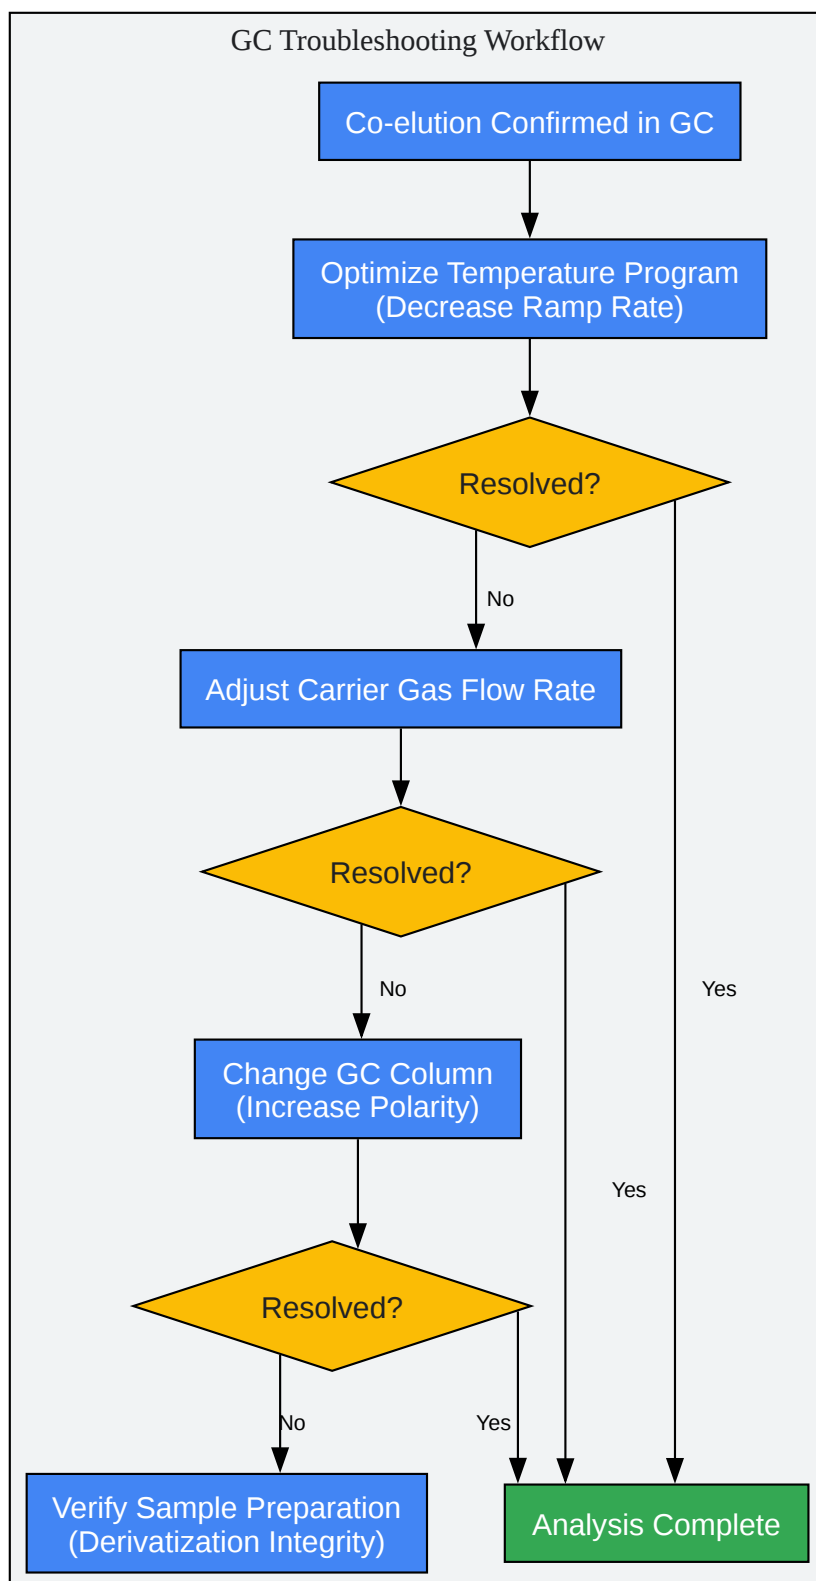 GC Troubleshooting Workflow
Co-elution Confirmed in GC
Optimize Temperature Program
(Decrease Ramp Rate)
Resolved?
No
Adjust Carrier Gas Flow Rate
Resolved?
No
Yes
Change GC Column
(Increase Polarity)
Yes
Resolved?
No
Yes
Verify Sample Preparation
(Derivatization Integrity)
Analysis Complete